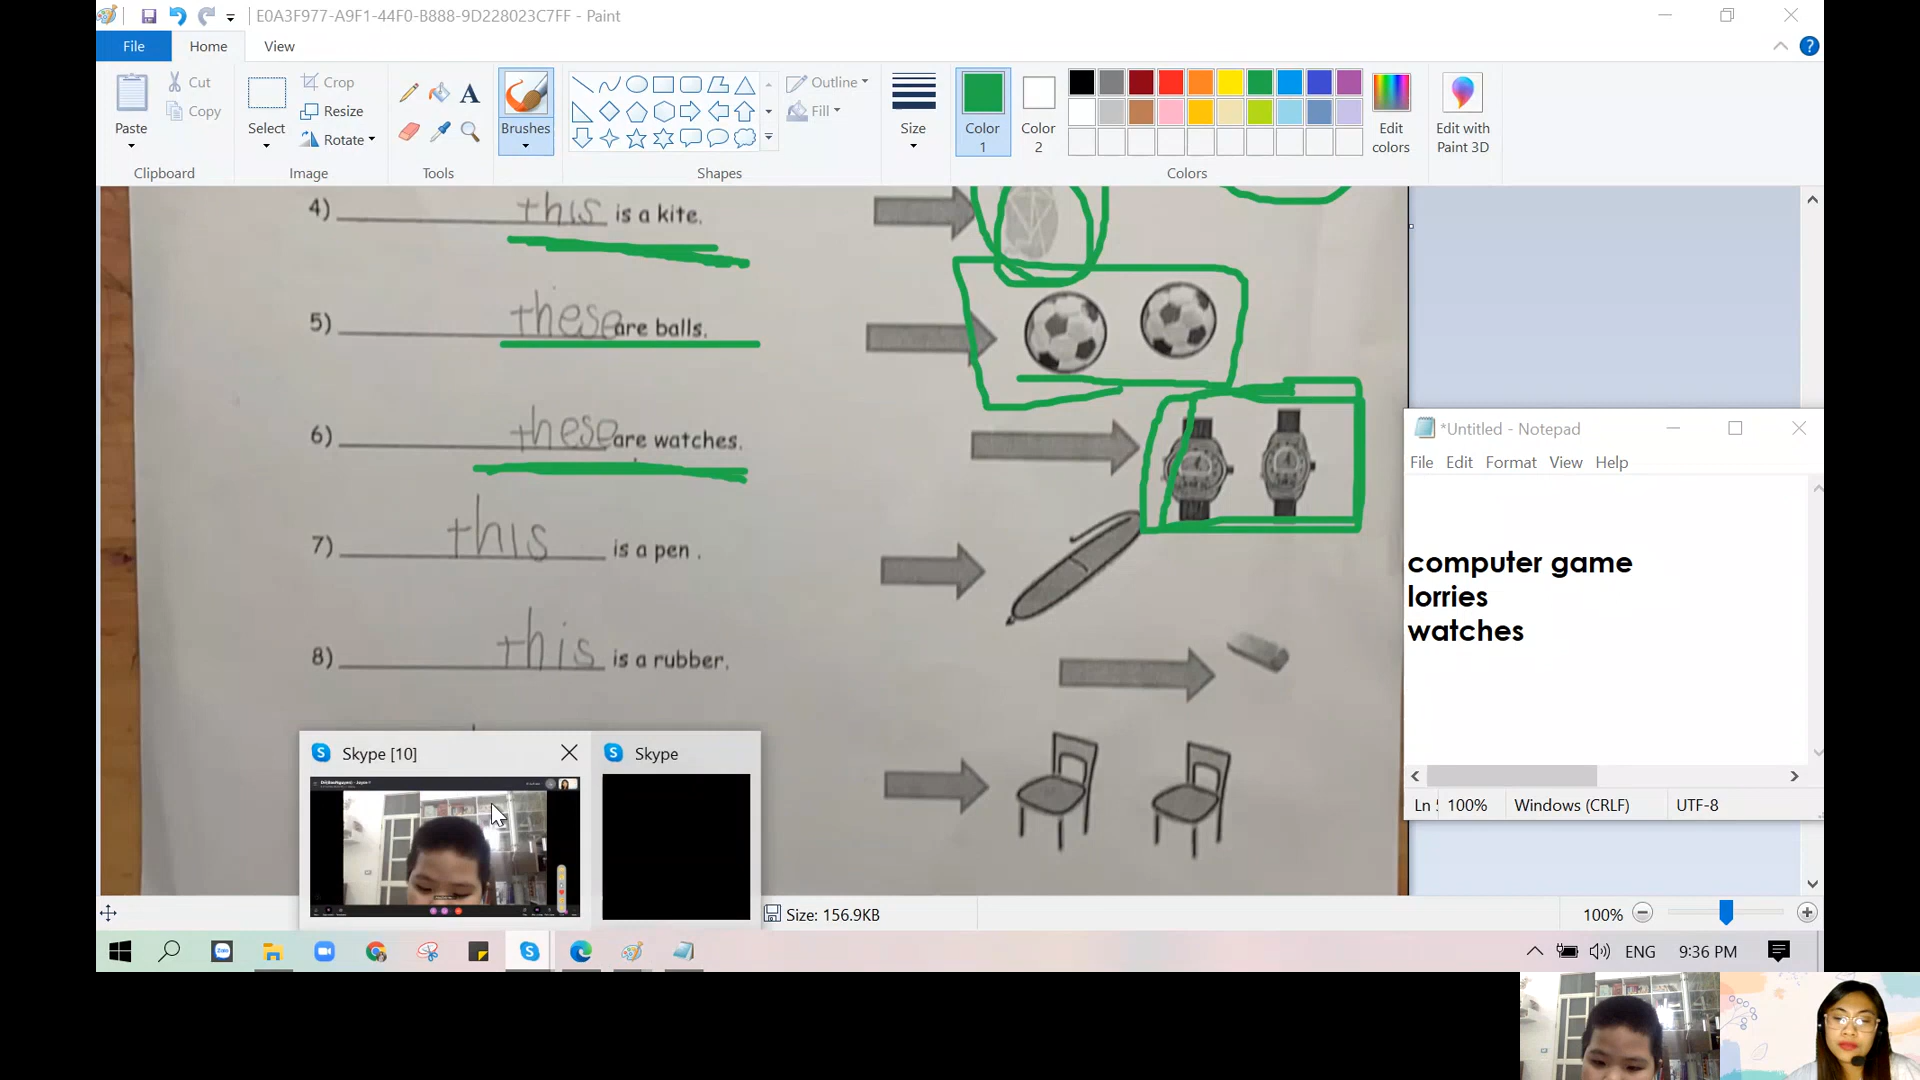 E0A3F977-A9F1-44F0-B888-9D228023C7FF - Paint
File Home View
Paste
Cut
Copy
Clipboard
Select
Crop
Resize
Rotate
Image
Tools
Brushes
Shapes
Outline
Fill
Size
Color 1
Color 2
Colors
Edit colors
Edit with Paint 3D
4) this is a kite.
5) these are balls.
6) these are watches.
7) this is a pen .
8) this is a rubber.
*Untitled - Notepad
File Edit Format View Help
computer game
lorries
watches
Ln 100% Windows (CRLF) UTF-8
Skype [10]
Skype
Size: 156.9KB
100%
Zalo
ENG 9:36 PM